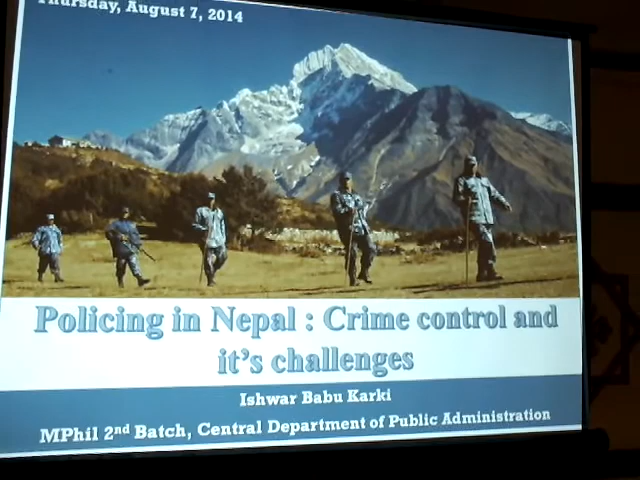 Thursday, August 7, 2014
Policing in Nepal : Crime control and
it's challenges
Ishwar Babu Karki
MPhil 2nd Batch, Central Department of Public Administration